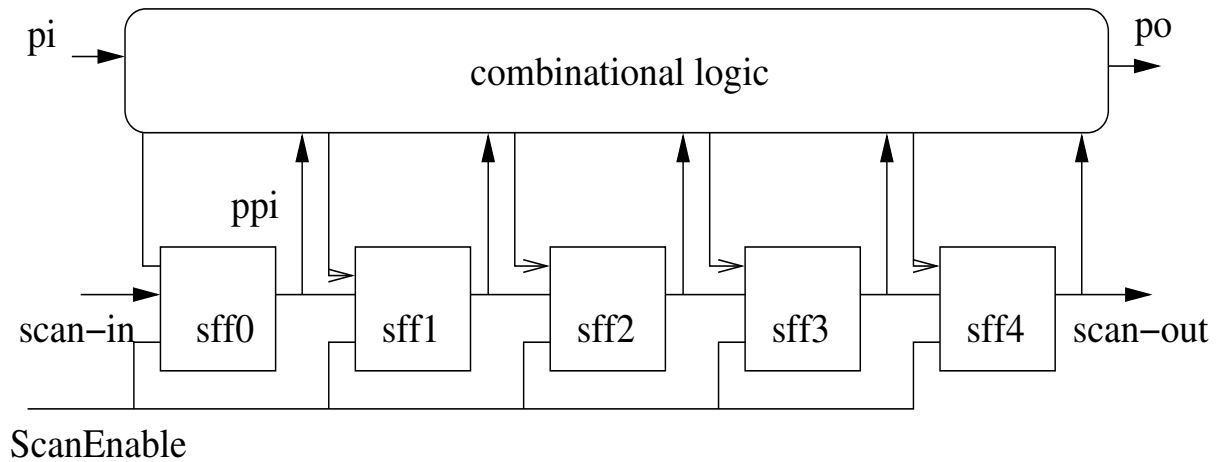 pi
po
combinational logic
ppi
scan-in
sff0
sff1
sff2
sff3
sff4
scan-out
ScanEnable